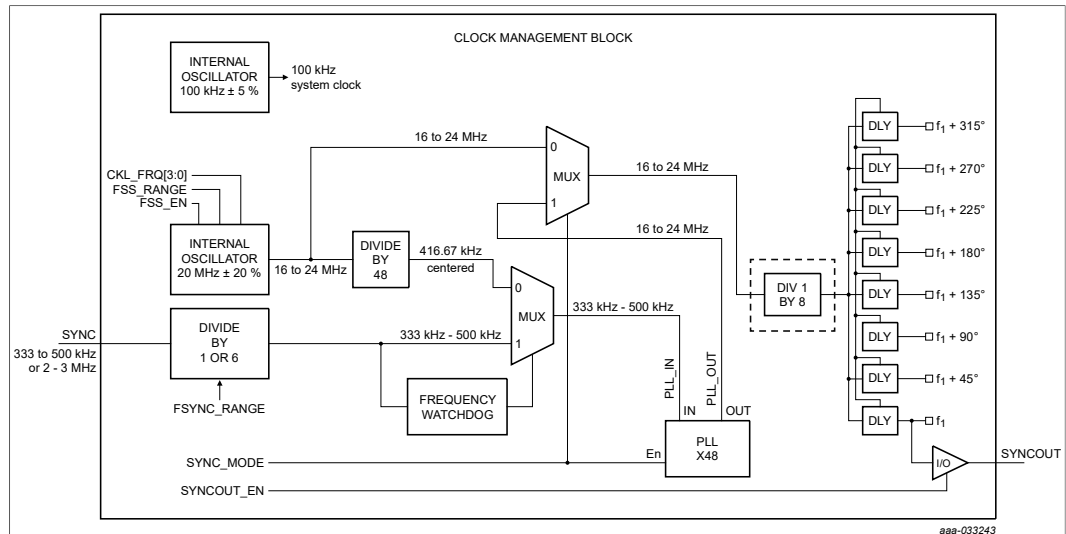 CLOCK MANAGEMENT BLOCK
INTERNAL
OSCILLATOR
100 kHz ± 5 %
100 kHz
system clock
CKL_FRQ[3:0]
FSS_RANGE
FSS_EN
INTERNAL
OSCILLATOR
20 MHz ± 20 %
16 to 24 MHz
16 to 24 MHz
DIVIDE
BY
48
416.67 kHz
centered
0
MUX
1
16 to 24 MHz
16 to 24 MHz
0
MUX
1
333 kHz - 500 kHz
SYNC
333 to 500 kHz
or 2 - 3 MHz
DIVIDE
BY
1 OR 6
FSYNC_RANGE
333 kHz - 500 kHz
FREQUENCY
WATCHDOG
PLL_IN
PLL_OUT
IN
OUT
En
PLL
X48
SYNC_MODE
SYNCOUT_EN
DIV 1
BY 8
DLY
f1 + 315°
DLY
f1 + 270°
DLY
f1 + 225°
DLY
f1 + 180°
DLY
f1 + 135°
DLY
f1 + 90°
DLY
f1 + 45°
DLY
f1
I/O
SYNCOUT
aaa-033243